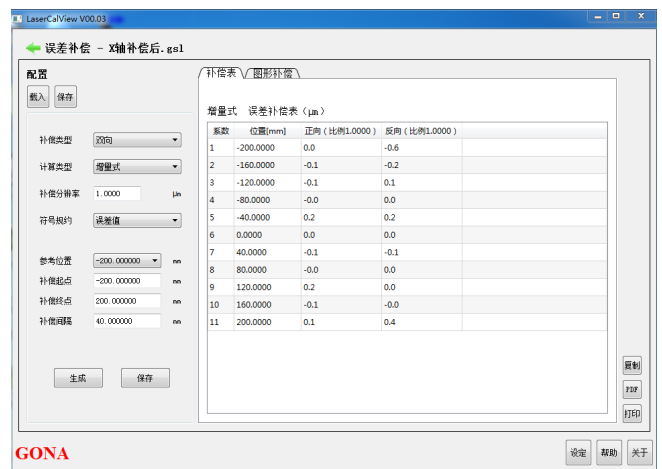 LaserCalView V00.03
误差补偿 - X轴补偿后.gsl
配置
载入 保存
补偿类型 双向
计算类型 增量式
补偿分辨率 1.0000 μm
符号规约 误差值
参考位置 -200.000000 mm
补偿起点 -200.000000 mm
补偿终点 200.000000 mm
补偿间隔 40.000000 mm
生成 保存
补偿表 图形补偿
增量式 误差补偿表（μm）
系数 位置[mm] 正向（比例1.0000） 反向（比例1.0000）
1 -200.0000 0.0 -0.6
2 -160.0000 -0.1 -0.2
3 -120.0000 -0.1 0.1
4 -80.0000 -0.0 0.0
5 -40.0000 0.2 0.2
6 0.0000 0.0 0.0
7 40.0000 -0.1 -0.1
8 80.0000 -0.0 0.0
9 120.0000 0.2 0.0
10 160.0000 -0.1 -0.0
11 200.0000 0.1 0.4
复制
PDF
打印
GONA
设定 帮助 关于